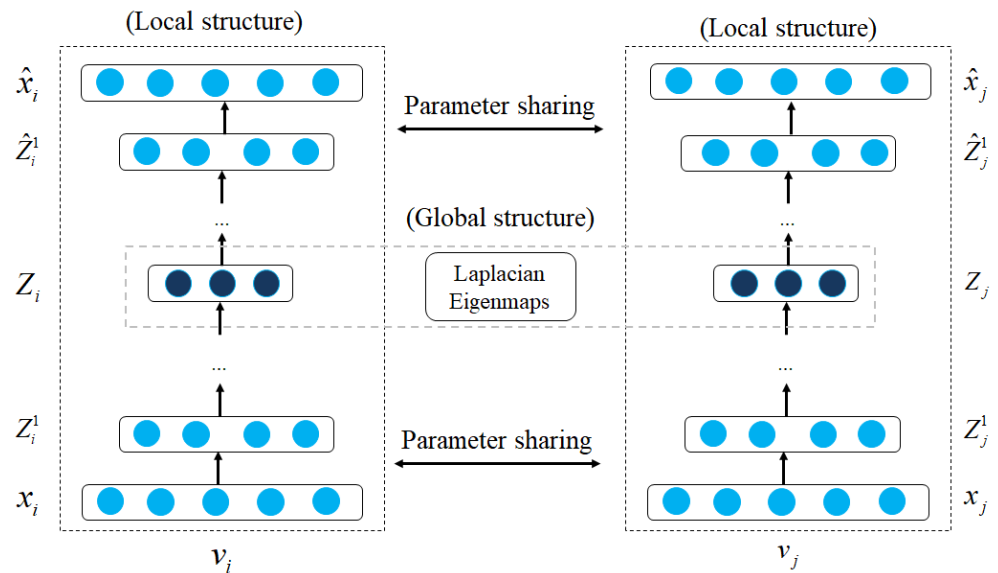 (Local structure)
(Local structure)
x̂_i
x̂_j
Parameter sharing
Ẑ_i^1
Ẑ_j^1
...
(Global structure)
...
Z_i
Laplacian
Eigenmaps
Z_j
...
...
Z_i^1
Parameter sharing
Z_j^1
x_i
x_j
v_i
v_j